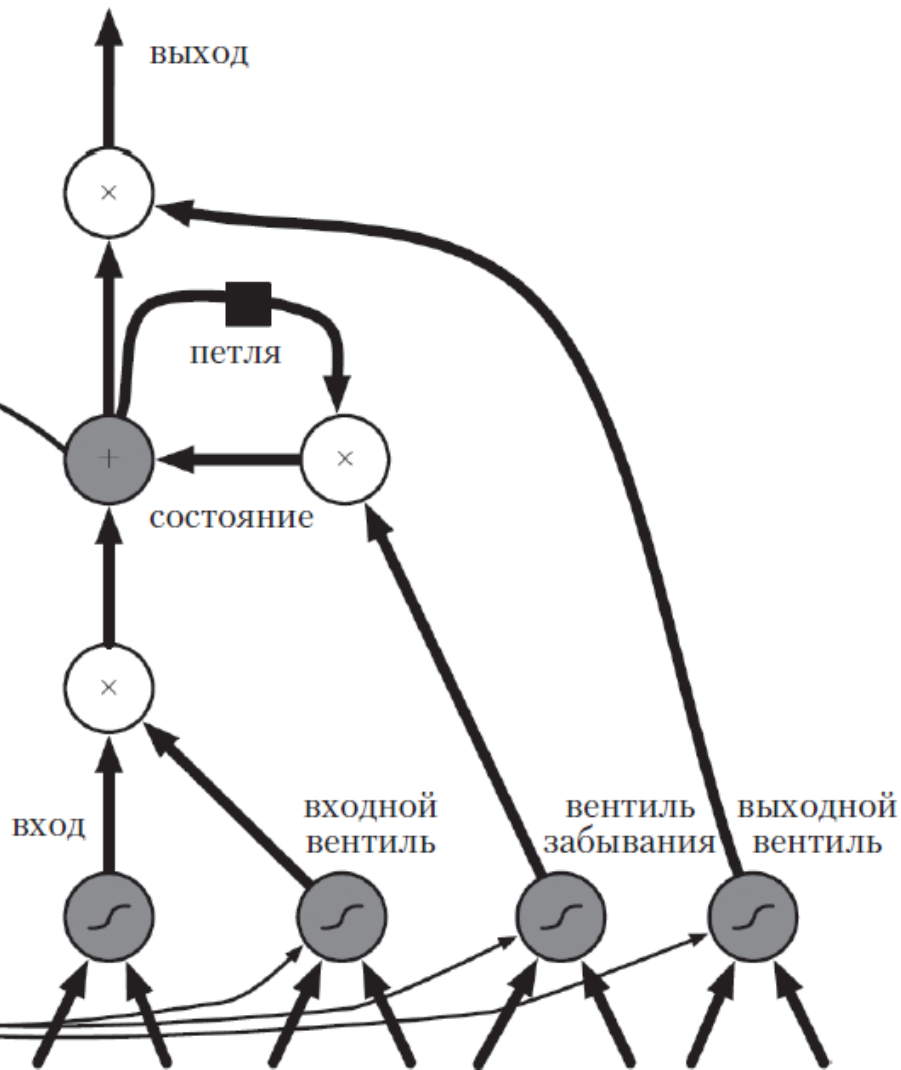 выход
×
петля
+
×
состояние
×
вход
входной
вентиль
вентиль
забывания
выходной
вентиль